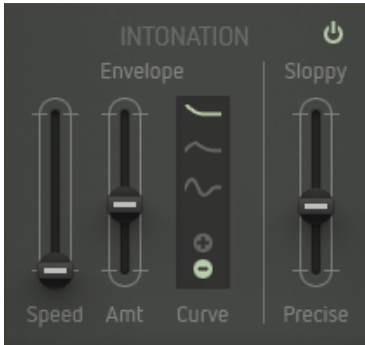 INTONATION
Envelope
Sloppy
Speed
Amt
Curve
Precise